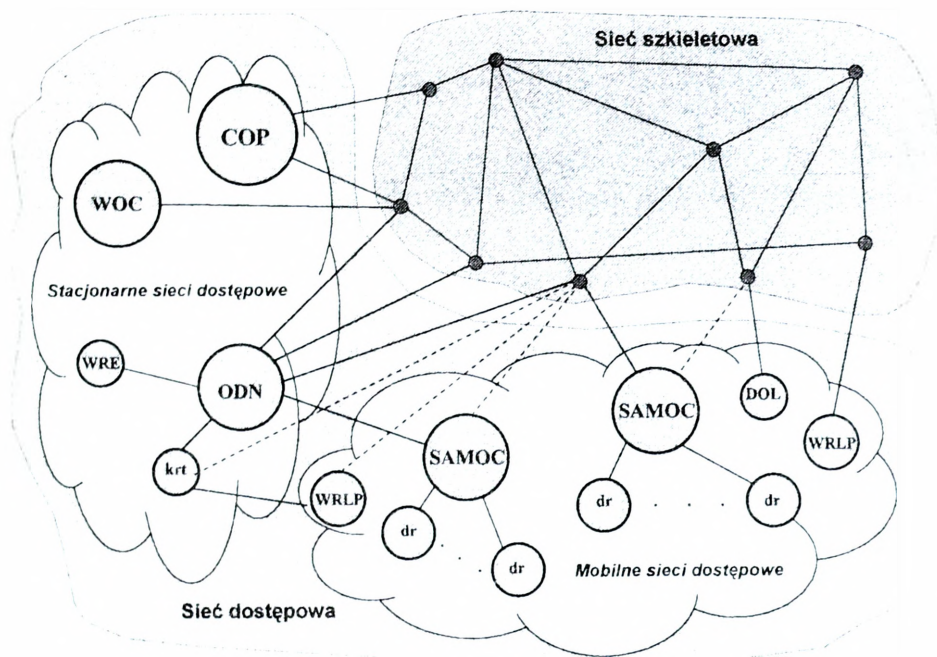 Sieć szkieletowa
COP
WOC
Stacjonarne sieci dostępowe
WRE
ODN
SAMOC
DOL
SAMOC
WRLP
krt
WRLP
dr
dr
dr
dr
Mobilne sieci dostępowe
Sieć dostępowa